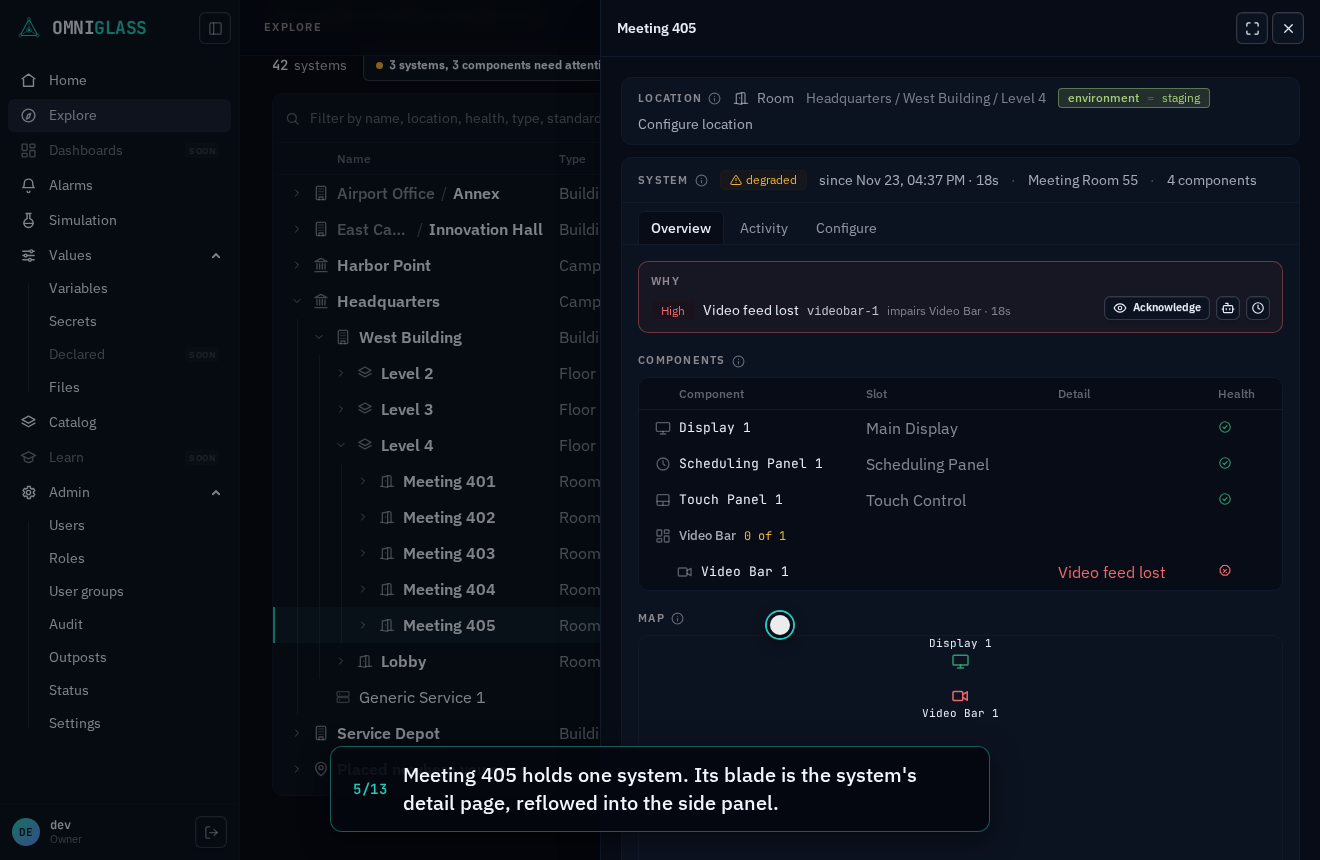 OMNIGLASS
Home
Explore
Dashboards SOON
Alarms
Simulation
Values
Variables
Secrets
Declared SOON
Files
Catalog
Learn SOON
Admin
Users
Roles
User groups
Audit
Outposts
Status
Settings
DE dev
Owner
EXPLORE
42 systems 3 systems, 3 components need attenti
Filter by name, location, health, type, standard
Name Type
Airport Office / Annex Buildi
East Ca... / Innovation Hall Buildi
Harbor Point Camp
Headquarters Camp
West Building Buildi
Level 2 Floor
Level 3 Floor
Level 4 Floor
Meeting 401 Room
Meeting 402 Room
Meeting 403 Room
Meeting 404 Room
Meeting 405 Room
Lobby Room
Generic Service 1
Service Depot Buildi
Meeting 405
LOCATION Room Headquarters / West Building / Level 4 environment = staging
Configure location
SYSTEM degraded since Nov 23, 04:37 PM · 18s · Meeting Room 55 · 4 components
Overview Activity Configure
WHY
High Video feed lost videobar-1 impairs Video Bar · 18s Acknowledge
COMPONENTS
Component Slot Detail Health
Display 1 Main Display
Scheduling Panel 1 Scheduling Panel
Touch Panel 1 Touch Control
Video Bar 0 of 1
Video Bar 1 Video feed lost
MAP
Display 1
Video Bar 1
5/13 Meeting 405 holds one system. Its blade is the system's
detail page, reflowed into the side panel.